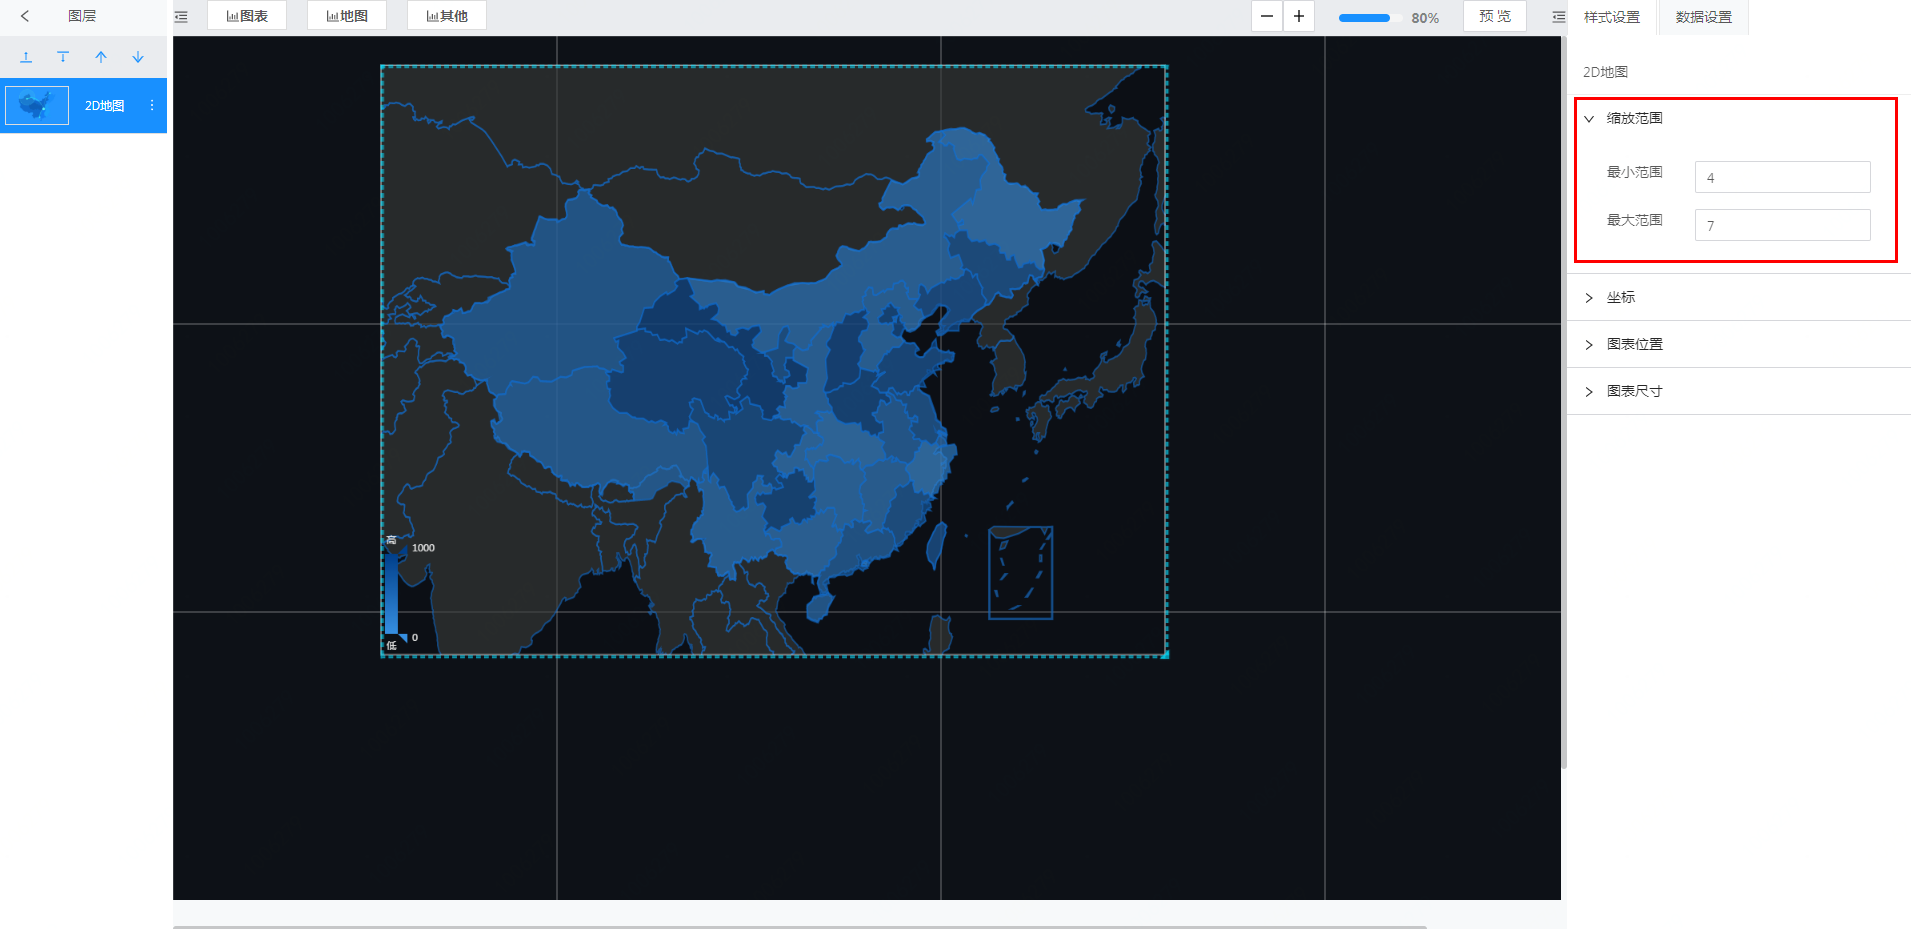 图层
图表
地图
其他
80%
预 览
样式设置
数据设置
2D地图
2D地图
缩放范围
最小范围
4
最大范围
7
坐标
图表位置
图表尺寸
高
1000
0
低